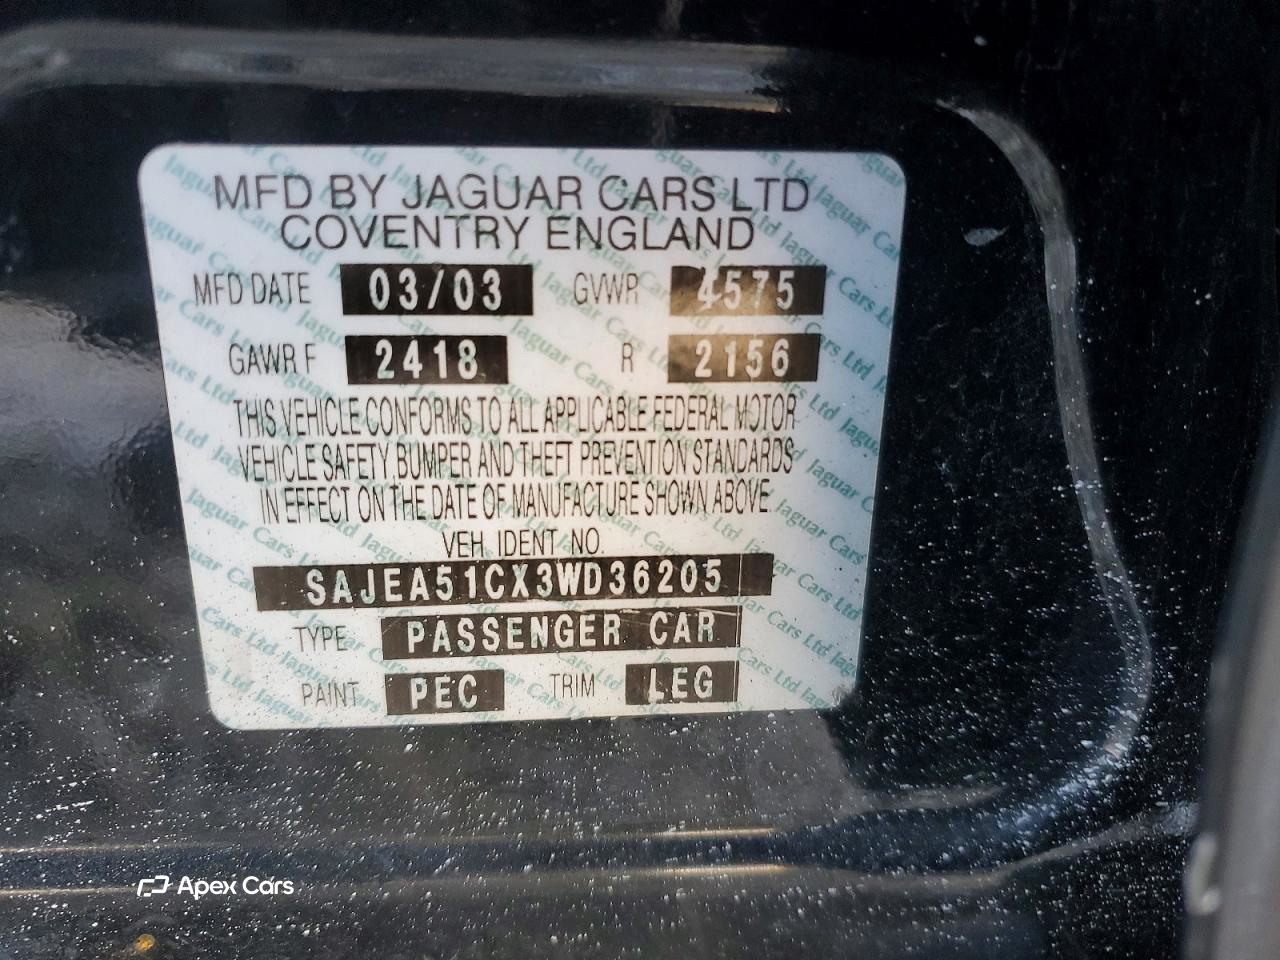 MFD BY JAGUAR CARS LTD
COVENTRY ENGLAND
MFD DATE 03/03 GVWR 4575
GAWR F 2418 R 2156
THIS VEHICLE CONFORMS TO ALL APPLICABLE FEDERAL MOTOR
VEHICLE SAFETY BUMPER AND THEFT PREVENTION STANDARDS
IN EFFECT ON THE DATE OF MANUFACTURE SHOWN ABOVE.
VEH. IDENT. NO.
SAJEA51CX3WD36205
TYPE PASSENGER CAR
PAINT PEC TRIM LEG
Apex Cars